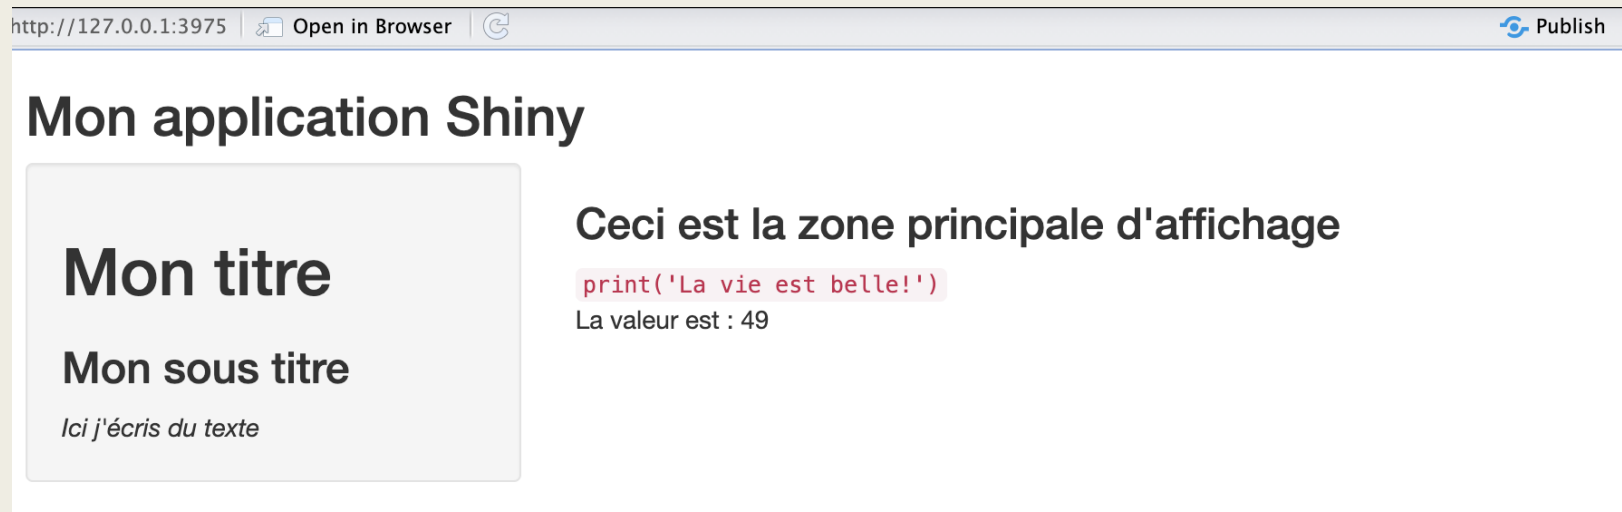 http://127.0.0.1:3975 Open in Browser Publish
Mon application Shiny
Mon titre
Mon sous titre
Ici j'écris du texte
Ceci est la zone principale d'affichage
print('La vie est belle!')
La valeur est : 49